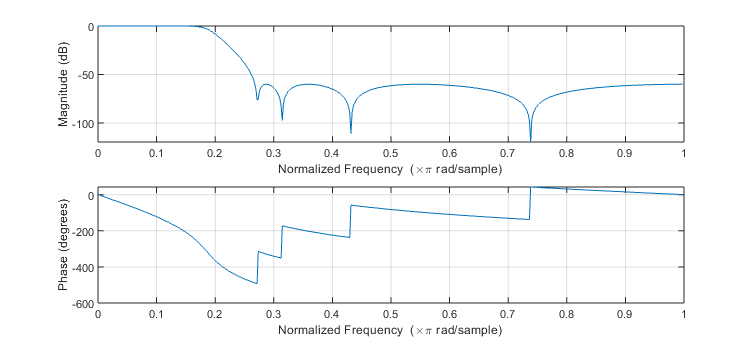 0
-50
-100
Magnitude (dB)
0 0.1 0.2 0.3 0.4 0.5 0.6 0.7 0.8 0.9 1
Normalized Frequency (×π rad/sample)
0
-200
-400
-600
Phase (degrees)
0 0.1 0.2 0.3 0.4 0.5 0.6 0.7 0.8 0.9 1
Normalized Frequency (×π rad/sample)